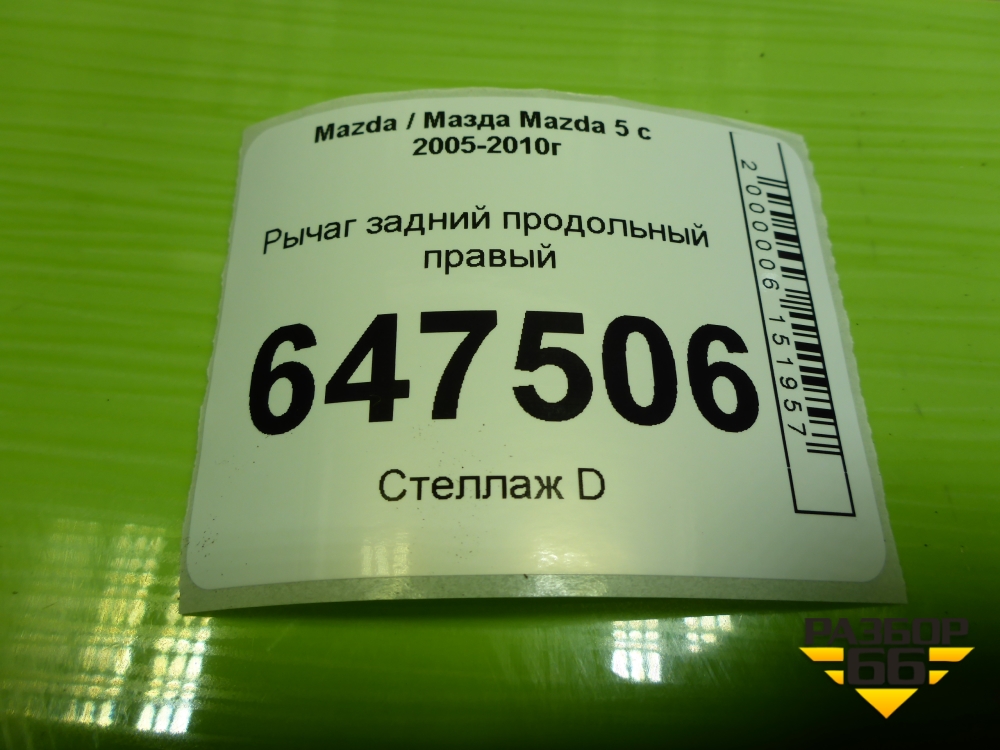 Mazda / Мазда Mazda 5 с
2005-2010г
Рычаг задний продольный
правый
647506
Стеллаж D
2000006151957
РАЗБОР
66